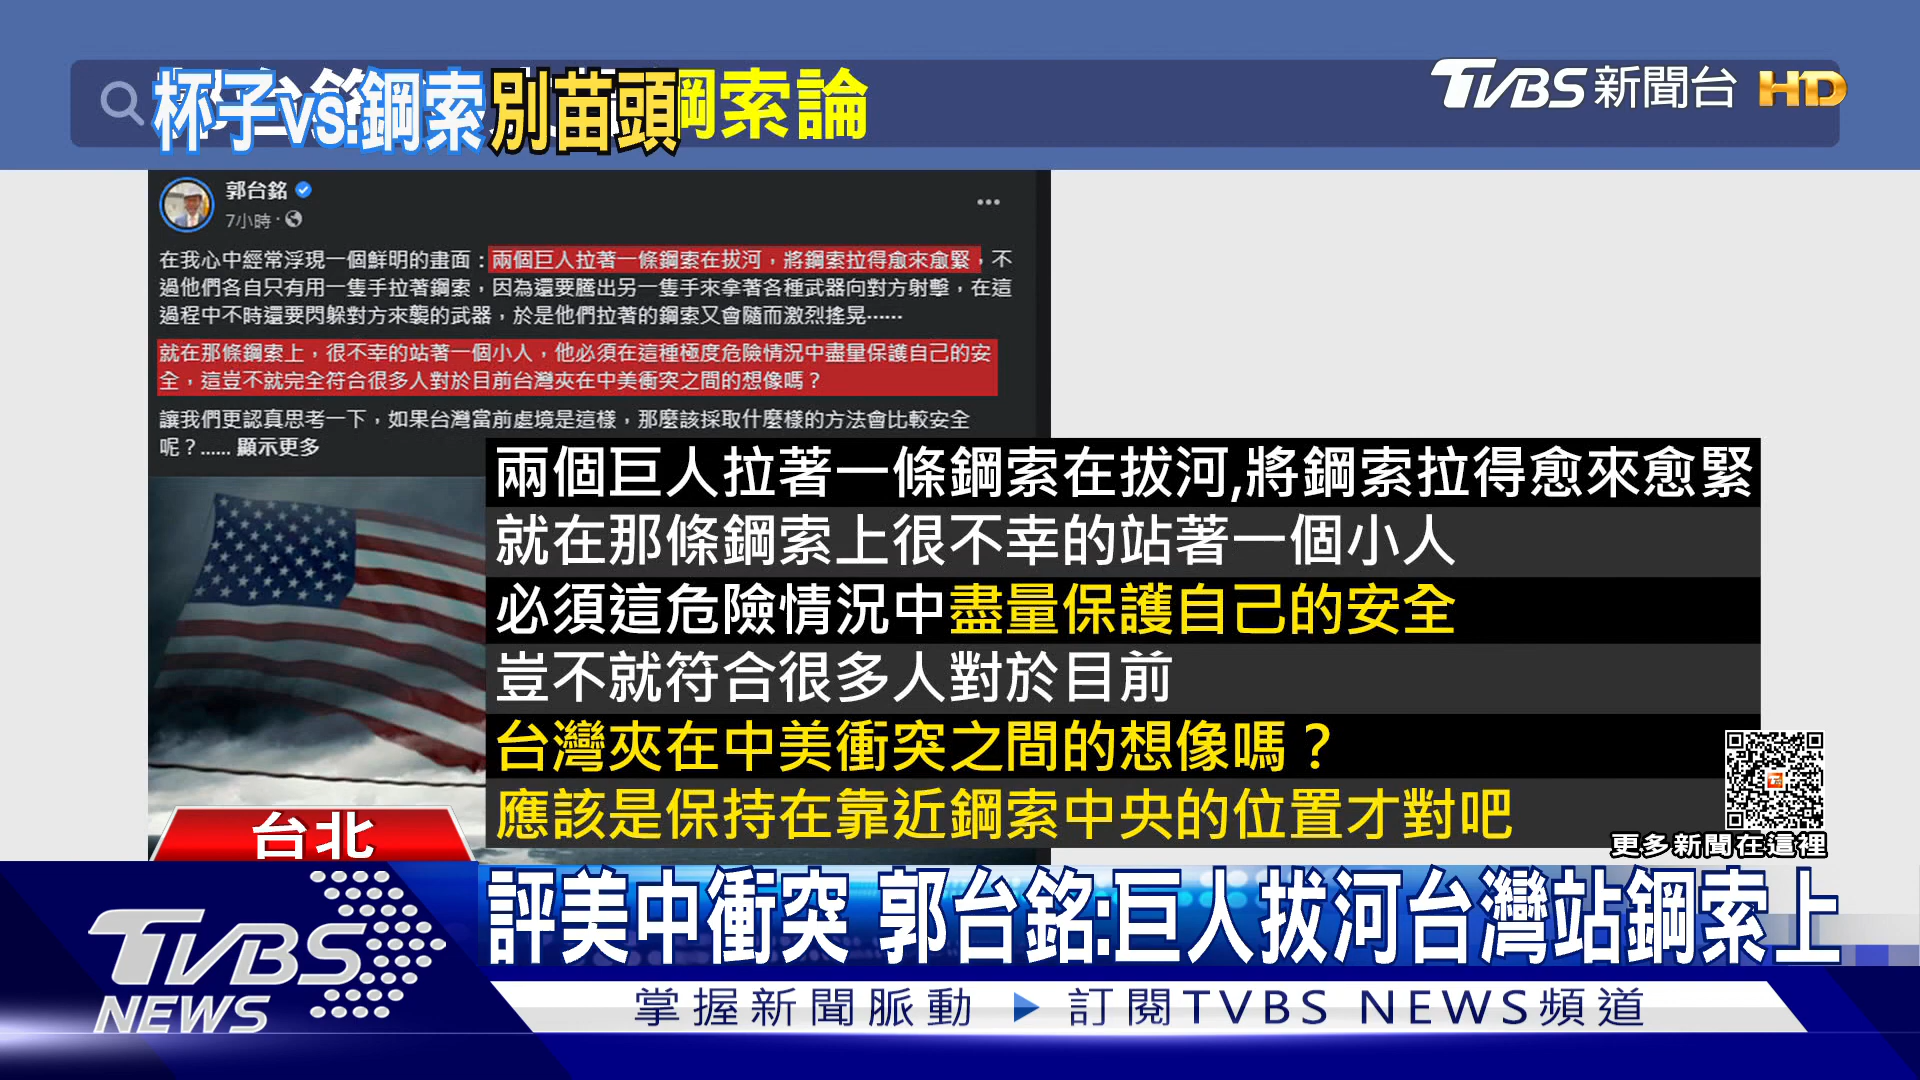 杯子vs.鋼索別苗頭
鋼索論
TVBS新聞台 HD
郭台銘
7小時
在我心中經常浮現一個鮮明的畫面：兩個巨人拉著一條鋼索在拔河，將鋼索拉得愈來愈緊，不
過他們各自只有用一隻手拉著鋼索，因為還要騰出另一隻手來拿著各種武器向對方射擊，在這
過程中不時還要閃躲對方來襲的武器，於是他們拉著的鋼索又會隨而激烈搖晃⋯⋯
就在那條鋼索上，很不幸的站著一個小人，他必須在這種極度危險情況中盡量保護自己的安
全，這豈不就完全符合很多人對於目前台灣夾在中美衝突之間的想像嗎？
讓我們更認真思考一下，如果台灣當前處境是這樣，那麼該採取什麼樣的方法會比較安全
呢？...... 顯示更多
兩個巨人拉著一條鋼索在拔河,將鋼索拉得愈來愈緊
就在那條鋼索上很不幸的站著一個小人
必須這危險情況中盡量保護自己的安全
豈不就符合很多人對於目前
台灣夾在中美衝突之間的想像嗎？
應該是保持在靠近鋼索中央的位置才對吧
更多新聞在這裡
台北
評美中衝突 郭台銘:巨人拔河台灣站鋼索上
TVBS
NEWS
掌握新聞脈動 ▶ 訂閱TVBS NEWS頻道